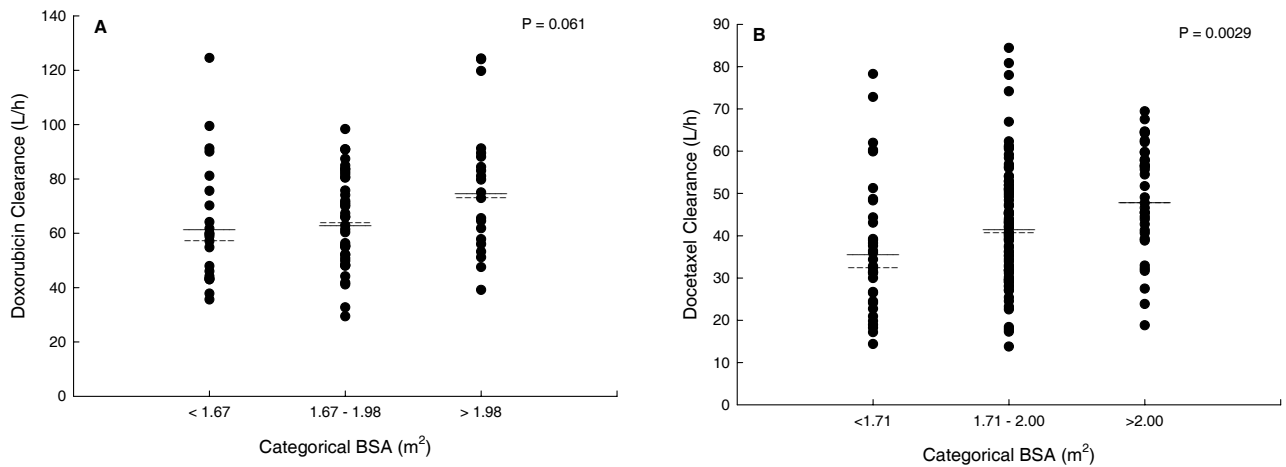 A
P = 0.061
Doxorubicin Clearance (L/h)
140
120
100
80
60
40
20
0
< 1.67
1.67 - 1.98
> 1.98
Categorical BSA (m²)
B
P = 0.0029
Docetaxel Clearance (L/h)
90
80
70
60
50
40
30
20
10
0
<1.71
1.71 - 2.00
>2.00
Categorical BSA (m²)